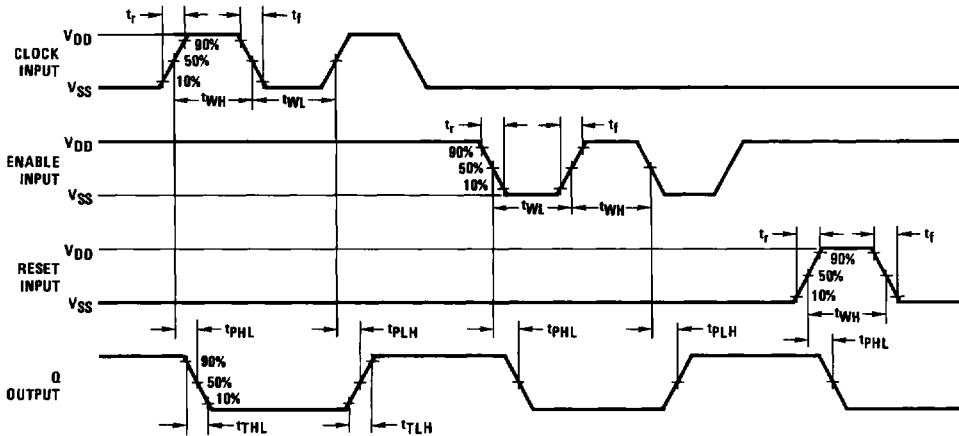 tr
tf
VDD
CLOCK
INPUT
90%
50%
10%
VSS
tWH
tWL
tr
tf
VDD
ENABLE
INPUT
90%
50%
10%
VSS
tWL
tWH
tr
tf
VDD
RESET
INPUT
90%
50%
10%
VSS
tWH
tPHL
tPLH
tPHL
tPLH
tPHL
Q
OUTPUT
90%
50%
10%
tTHL
tTLH